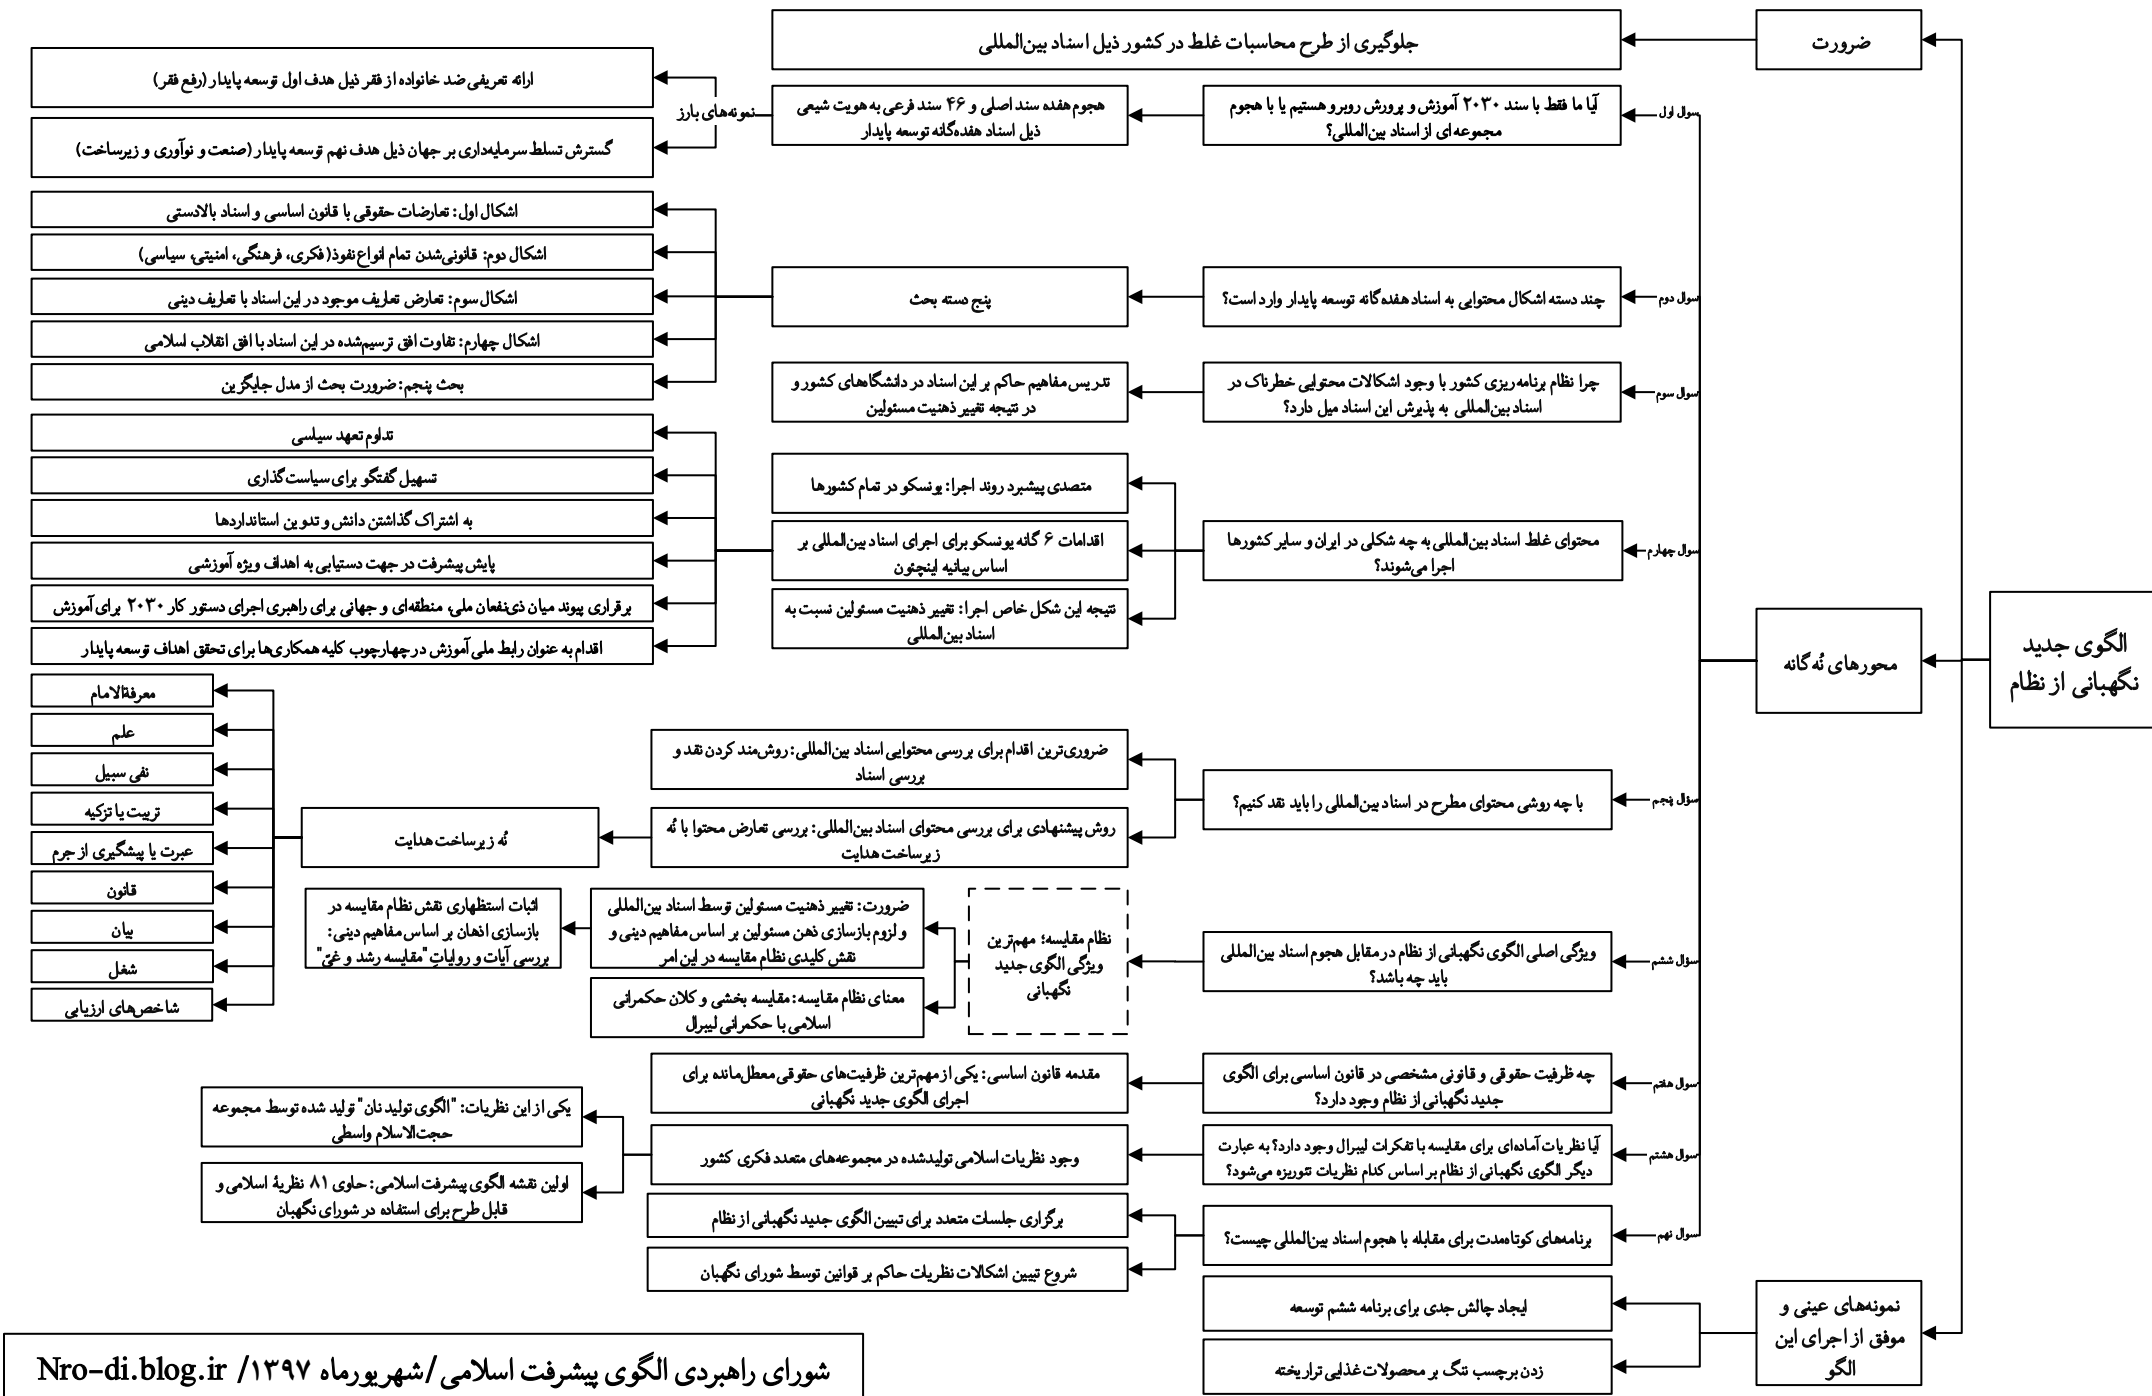 الگوی جدید
نگهبانی از نظام
ضرورت
جلوگیری از طرح محاسبات غلط در کشور ذیل اسناد بین‌المللی
محورهای نُه گانه
سوال اول
آیا ما فقط با سند ۲۰۳۰ آموزش و پرورش روبرو هستیم یا با هجوم
مجموعه ای از اسناد بین‌المللی؟
هجوم هفده سند اصلی و ۴۶ سند فرعی به هویت شیعی
ذیل اسناد هفده‌گانه توسعه پایدار
نمونه‌های بارز
ارائه تعریفی ضد خانواده از فقر ذیل هدف اول توسعه پایدار (رفع فقر)
گسترش تسلط سرمایه‌داری بر جهان ذیل هدف نهم توسعه پایدار (صنعت و نوآوری و زیرساخت)
سوال دوم
چند دسته اشکال محتوایی به اسناد هفده گانه توسعه پایدار وارد است؟
پنج دسته بحث
اشکال اول: تعارضات حقوقی با قانون اساسی و اسناد بالادستی
اشکال دوم: قانونی‌شدن تمام انواع نفوذ( فکری، فرهنگی، امنیتی، سیاسی)
اشکال سوم: تعارض تعاریف موجود در این اسناد با تعاریف دینی
اشکال چهارم: تفاوت افق ترسیم‌شده در این اسناد با افق انقلاب اسلامی
بحث پنجم: ضرورت بحث از مدل جایگزین
سوال سوم
چرا نظام برنامه ریزی کشور با وجود اشکالات محتوایی خطرناک در
اسناد بین‌المللی به پذیرش این اسناد میل دارد؟
تدریس مفاهیم حاکم بر این اسناد در دانشگاه‌های کشور و
در نتیجه تغییر ذهنیت مسئولین
سوال چهارم
محتوای غلط اسناد بین‌المللی به چه شکلی در ایران و سایر کشورها
اجرا می‌شوند؟
متصدی پیشبرد روند اجرا: یونسکو در تمام کشورها
اقدامات ۶ گانه یونسکو برای اجرای اسناد بین‌المللی بر
اساس بیانیه اینچئون
تداوم تعهد سیاسی
تسهیل گفتگو برای سیاست‌گذاری
به اشتراک گذاشتن دانش و تدوین استانداردها
پایش پیشرفت در جهت دستیابی به اهداف ویژه آموزشی
برقراری پیوند میان ذی‌نفعان ملی، منطقه‌ای و جهانی برای راهبری اجرای دستور کار ۲۰۳۰ برای آموزش
اقدام به عنوان رابط ملی آموزش در چهارچوب کلیه همکاری‌ها برای تحقق اهداف توسعه پایدار
نتیجه این شکل خاص اجرا: تغییر ذهنیت مسئولین نسبت به
اسناد بین‌المللی
سؤال پنجم
با چه روشی محتوای مطرح در اسناد بین‌المللی را باید نقد کنیم؟
ضروری‌ترین اقدام برای بررسی محتوایی اسناد بین‌المللی: روش‌مند کردن نقد و
بررسی اسناد
روش پیشنهادی برای بررسی محتوای اسناد بین‌المللی: بررسی تعارض محتوا با نُه
زیرساخت هدایت
نُه زیرساخت هدایت
معرفةالامام
علم
نفی سبیل
تربیت یا تزکیه
عبرت یا پیشگیری از جرم
قانون
بیان
شغل
شاخص‌های ارزیابی
سؤال ششم
ویژگی اصلی الگوی نگهبانی از نظام در مقابل هجوم اسناد بین‌المللی
باید چه باشد؟
نظام مقایسه؛ مهم‌ترین
ویژگی الگوی جدید
نگهبانی
ضرورت: تغییر ذهنیت مسئولین توسط اسناد بین‌المللی
و لزوم بازسازی ذهن مسئولین بر اساس مفاهیم دینی و
نقش کلیدی نظام مقایسه در این امر
اثبات استظهاری نقش نظام مقایسه در
بازسازی اذهان بر اساس مفاهیم دینی:
بررسی آیات و روایاتِ "مقایسه رشد و غیّ"
معنای نظام مقایسه: مقایسه بخشی و کلان حکمرانی
اسلامی با حکمرانی لیبرال
سوال هفتم
چه ظرفیت حقوقی و قانونی مشخصی در قانون اساسی برای الگوی
جدید نگهبانی از نظام وجود دارد؟
مقدمه قانون اساسی: یکی از مهم‌ترین ظرفیت‌های حقوقی معطل‌مانده برای
اجرای الگوی جدید نگهبانی
سوال هشتم
آیا نظریات آماده‌ای برای مقایسه با تفکرات لیبرال وجود دارد؟ به عبارت
دیگر الگوی نگهبانی از نظام بر اساس کدام نظریات تئوریزه می‌شود؟
وجود نظریات اسلامی تولیدشده در مجموعه‌های متعدد فکری کشور
یکی از این نظریات: "الگوی تولید نان" تولید شده توسط مجموعه
حجت‌الاسلام واسطی
اولین نقشه الگوی پیشرفت اسلامی: حاوی ۸۱ نظریهٔ اسلامی و
قابل طرح برای استفاده در شورای نگهبان
سوال نهم
برنامه‌های کوتاه‌مدت برای مقابله با هجوم اسناد بین‌المللی چیست؟
برگزاری جلسات متعدد برای تبیین الگوی جدید نگهبانی از نظام
شروع تبیین اشکالات نظریات حاکم بر قوانین توسط شورای نگهبان
نمونه‌های عینی و
موفق از اجرای این
الگو
ایجاد چالش جدی برای برنامه ششم توسعه
زدن برچسب ننگ بر محصولات غذایی تراریخته
شورای راهبردی الگوی پیشرفت اسلامی/شهریورماه ۱۳۹۷/ Nro-di.blog.ir